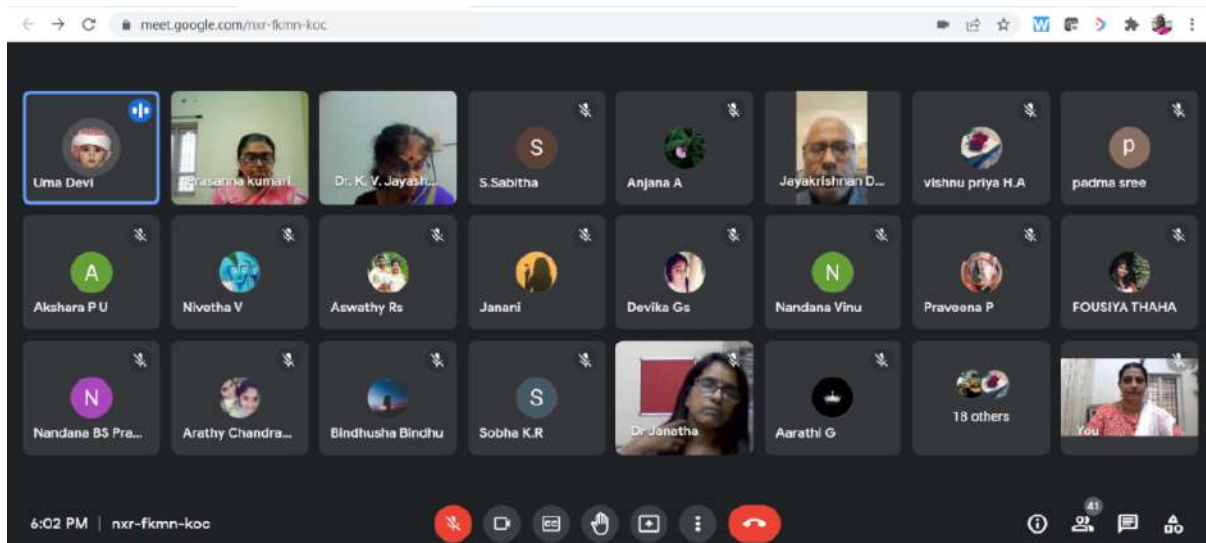 meet.google.com/nxr-fkmn-koc
Uma Devi
Prasanna kumari
Dr. K. V. Jayash...
S
S.Sabitha
Anjana A
Jayakrishnan D...
vishnu priya H.A
p
padma sree
A
Akshara P U
Nivetha V
Aswathy Rs
Janani
Devika Gs
N
Nandana Vinu
Praveena P
FOUSIYA THAHA
N
Nandana BS Pra...
Arathy Chandra...
Bindhusha Bindhu
S
Sobha K.R
Dr Janatha
Aarathi G
18 others
You
6:02 PM | nxr-fkmn-koc
41